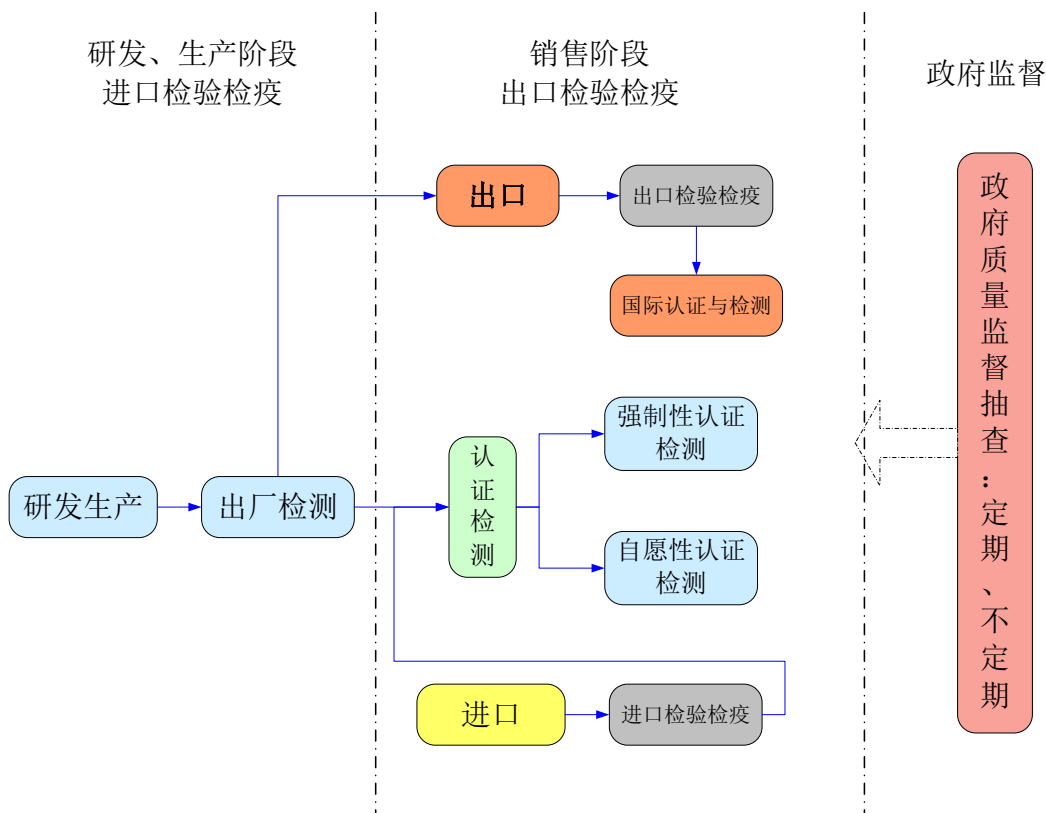 研发、生产阶段
进口检验检疫
销售阶段
出口检验检疫
政府监督
出口
出口检验检疫
国际认证与检测
强制性认证
检测
认证检测
研发生产
出厂检测
自愿性认证
检测
进口
进口检验检疫
政府质量监督抽查：定期、不定期